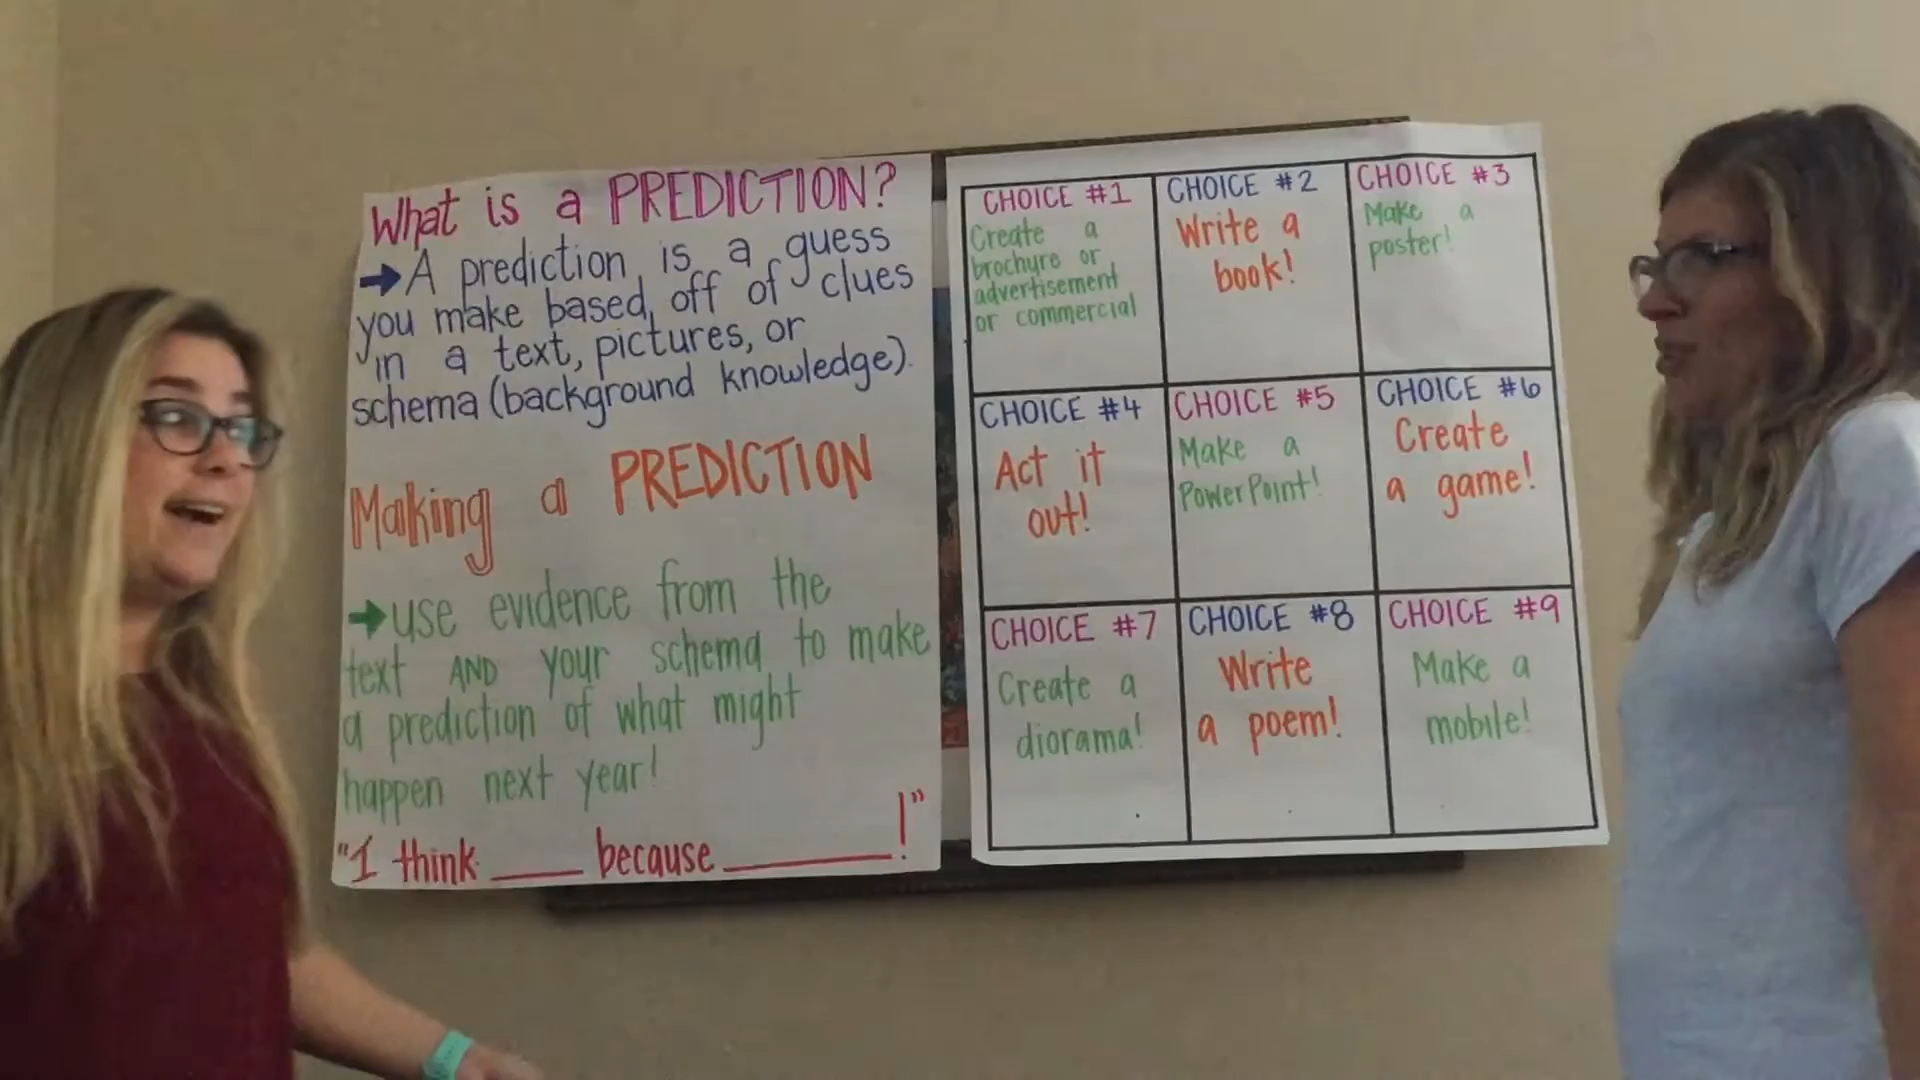 What is a PREDICTION?
➡A prediction is a guess
you make based off of clues
in a text, pictures, or
schema (background knowledge).
Making a PREDICTION
➡use evidence from the
text AND your schema to make
a prediction of what might
happen next year!
"I think ____ because ________!"
CHOICE #1
Create a
brochure or
advertisement
or commercial
CHOICE #2
Write a
book!
CHOICE #3
Make a
poster!
CHOICE #4
Act it
out!
CHOICE #5
Make a
PowerPoint!
CHOICE #6
Create
a game!
CHOICE #7
Create a
diorama!
CHOICE #8
Write
a poem!
CHOICE #9
Make a
mobile!